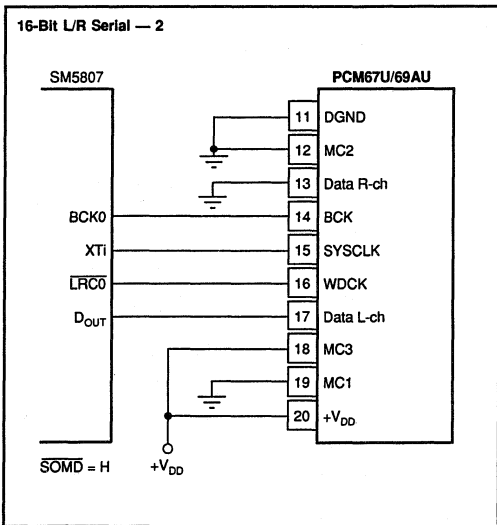 16-Bit L/R Serial — 2
SM5807
PCM67U/69AU
11 DGND
12 MC2
13 Data R-ch
BCK0 14 BCK
XTi 15 SYSCLK
LRC0 16 WDCK
DOUT 17 Data L-ch
18 MC3
19 MC1
20 +VDD
SOMD = H +VDD